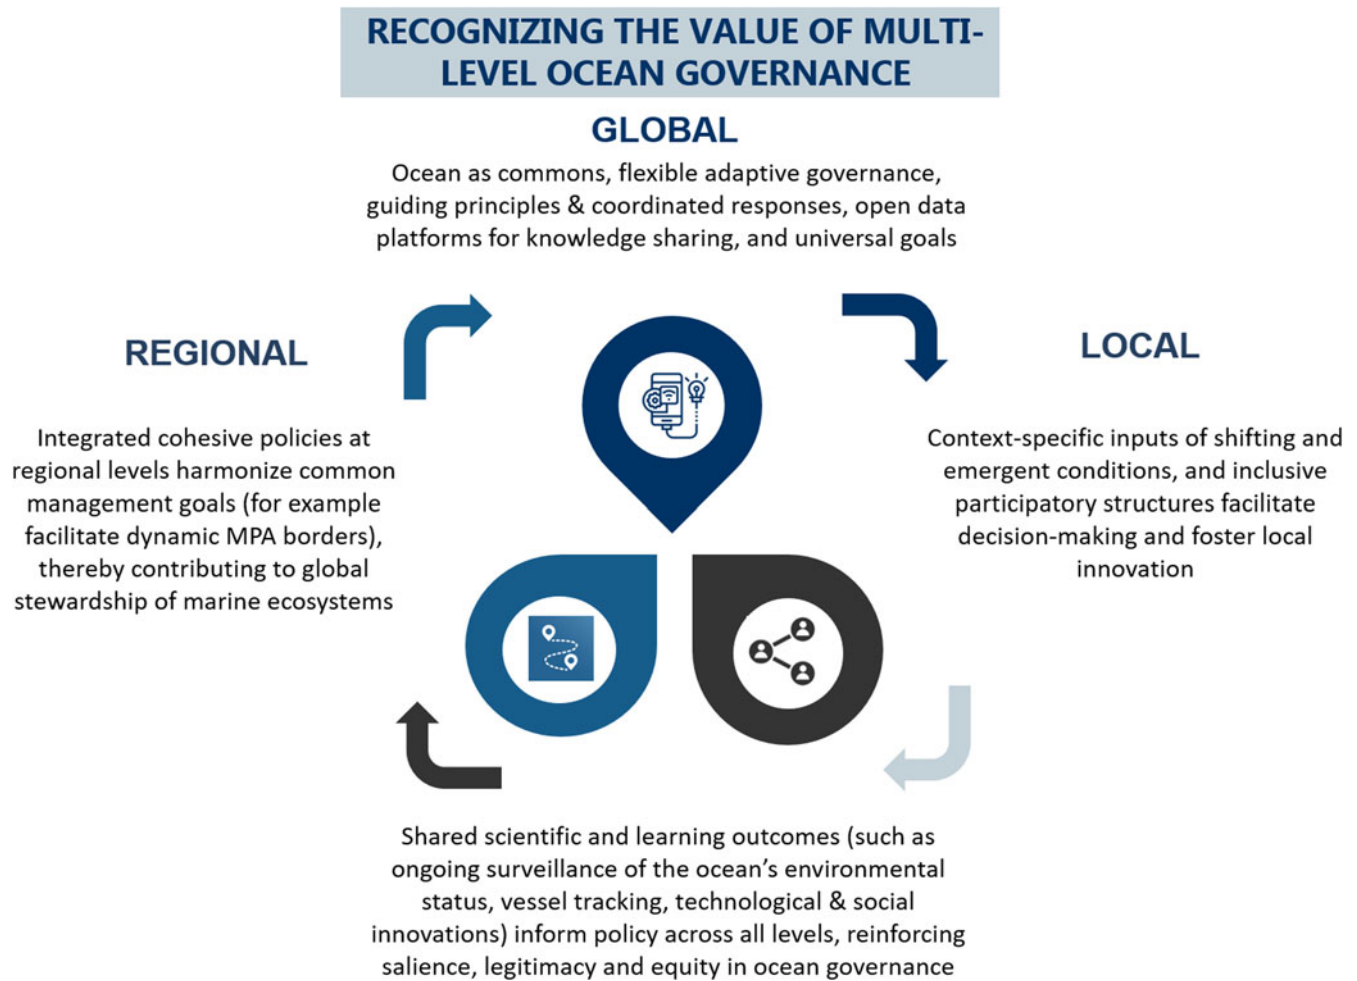 RECOGNIZING THE VALUE OF MULTI-
LEVEL OCEAN GOVERNANCE
GLOBAL
Ocean as commons, flexible adaptive governance,
guiding principles & coordinated responses, open data
platforms for knowledge sharing, and universal goals
REGIONAL
Integrated cohesive policies at
regional levels harmonize common
management goals (for example
facilitate dynamic MPA borders),
thereby contributing to global
stewardship of marine ecosystems
LOCAL
Context-specific inputs of shifting and
emergent conditions, and inclusive
participatory structures facilitate
decision-making and foster local
innovation
Shared scientific and learning outcomes (such as
ongoing surveillance of the ocean’s environmental
status, vessel tracking, technological & social
innovations) inform policy across all levels, reinforcing
salience, legitimacy and equity in ocean governance